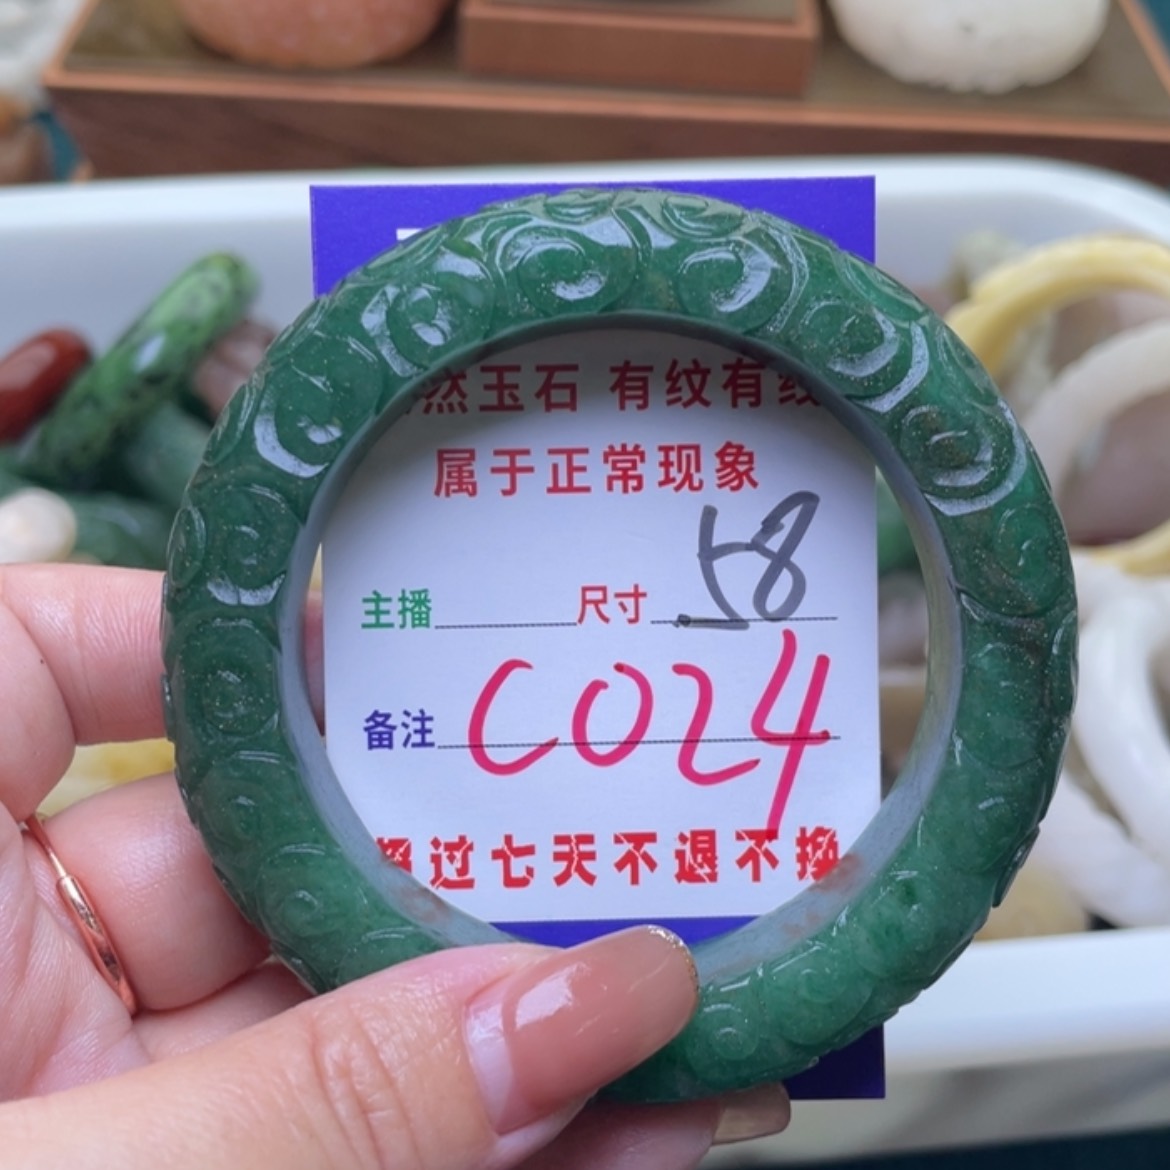 然玉石 有纹有
属于正常现象
主播 尺寸 58
备注 C024
过七天不退不换